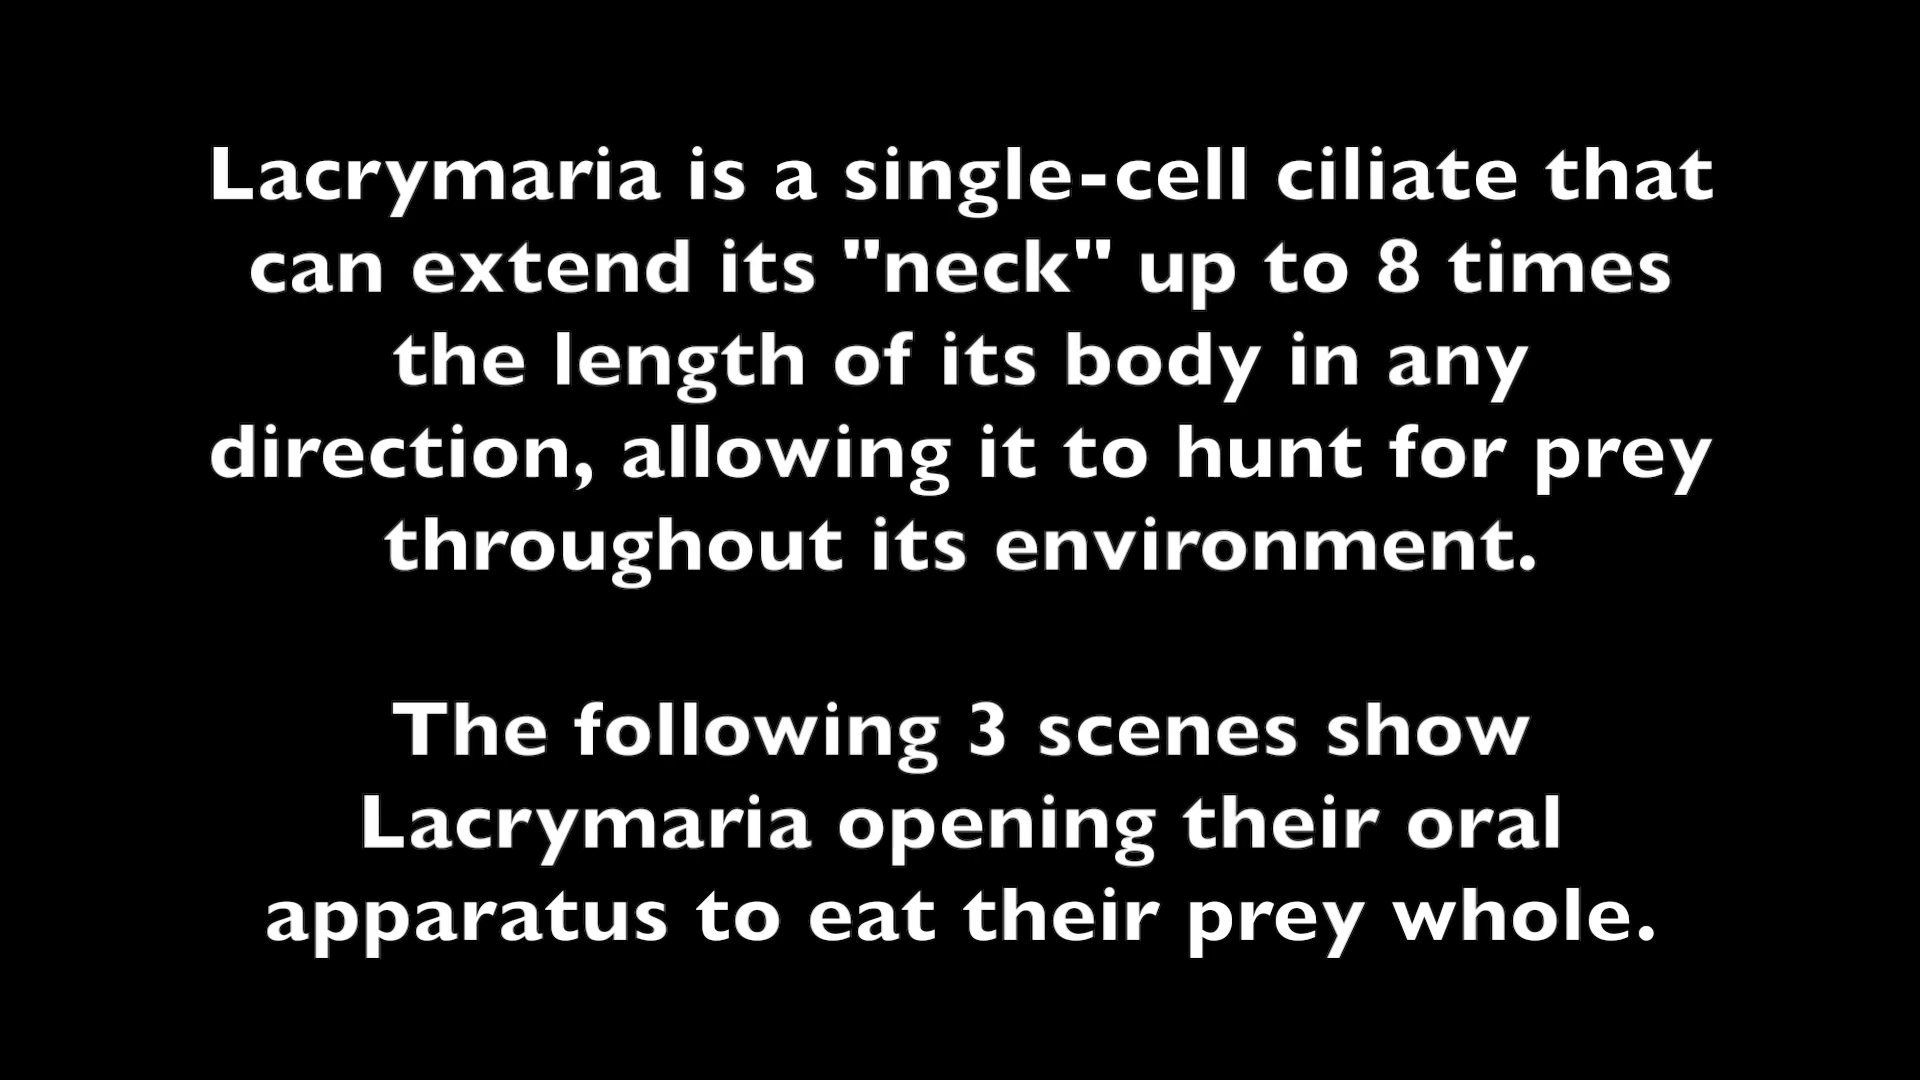 Lacrymaria is a single-cell ciliate that
can extend its "neck" up to 8 times
the length of its body in any
direction, allowing it to hunt for prey
throughout its environment.
The following 3 scenes show
Lacrymaria opening their oral
apparatus to eat their prey whole.